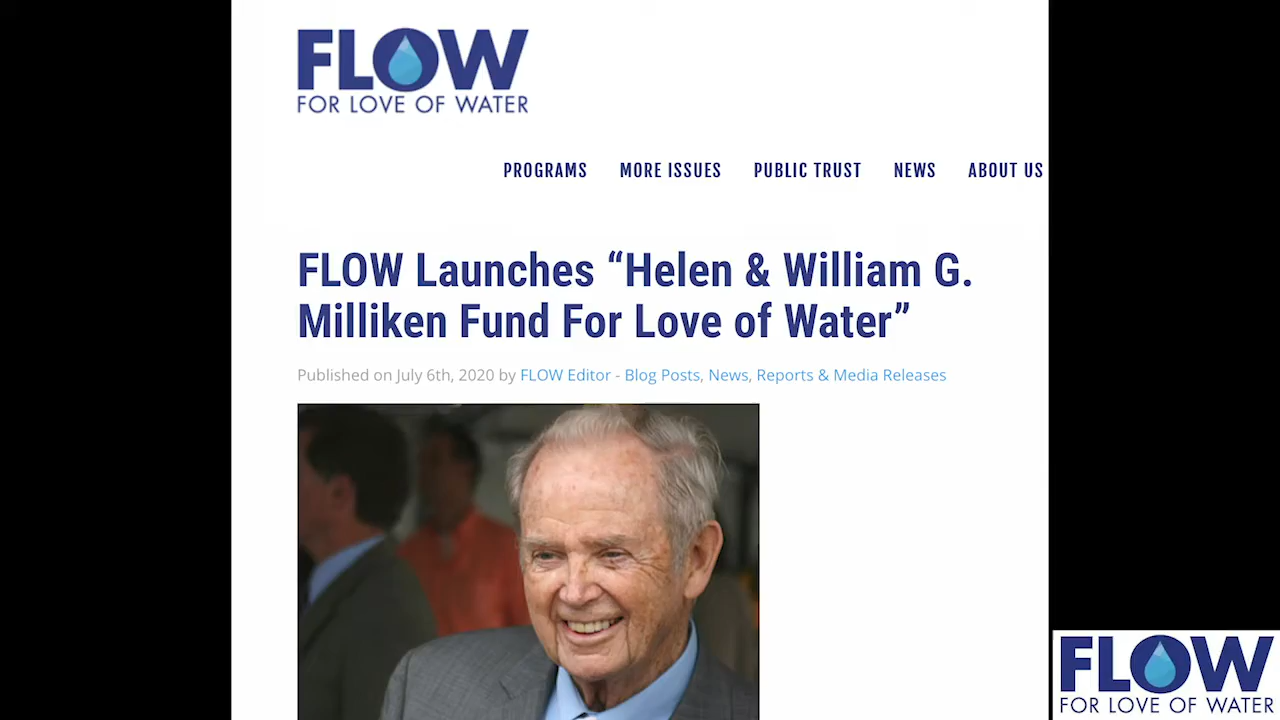 FLOW
FOR LOVE OF WATER
PROGRAMS MORE ISSUES PUBLIC TRUST NEWS ABOUT US
FLOW Launches “Helen & William G.
Milliken Fund For Love of Water”
Published on July 6th, 2020 by FLOW Editor - Blog Posts, News, Reports & Media Releases
FLOW
FOR LOVE OF WATER